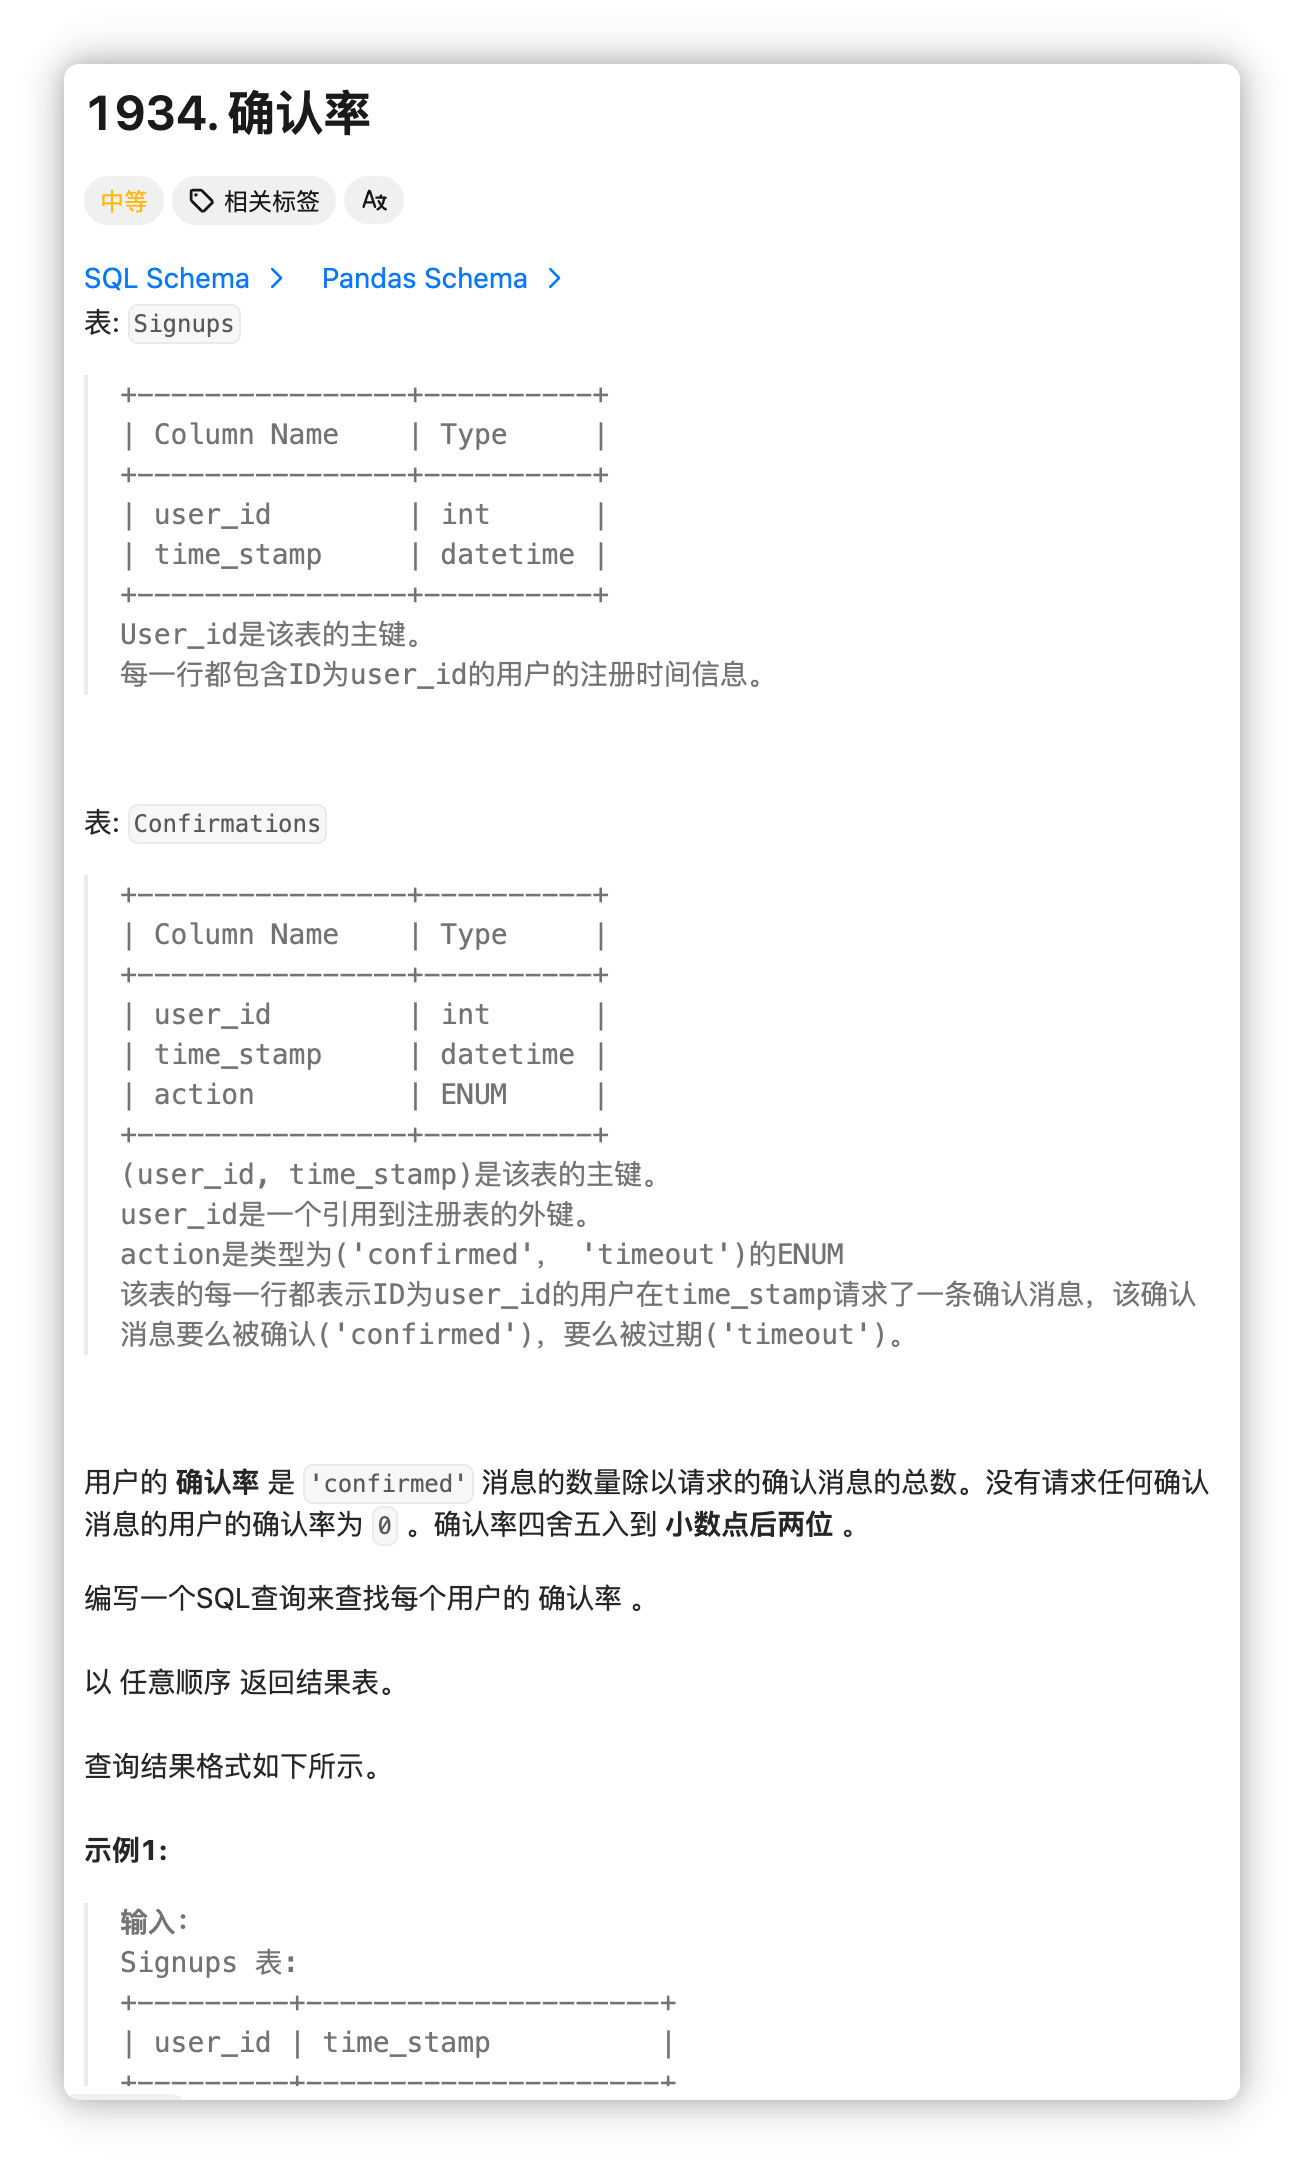 1934. 确认率
中等 相关标签
SQL Schema > Pandas Schema >
表: Signups
+----------------+----------+
| Column Name    | Type     |
+----------------+----------+
| user_id        | int      |
| time_stamp     | datetime |
+----------------+----------+
User_id是该表的主键。
每一行都包含ID为user_id的用户的注册时间信息。
表: Confirmations
+----------------+----------+
| Column Name    | Type     |
+----------------+----------+
| user_id        | int      |
| time_stamp     | datetime |
| action         | ENUM     |
+----------------+----------+
(user_id, time_stamp)是该表的主键。
user_id是一个引用到注册表的外键。
action是类型为('confirmed', 'timeout')的ENUM
该表的每一行都表示ID为user_id的用户在time_stamp请求了一条确认消息，该确认
消息要么被确认('confirmed')，要么被过期('timeout')。
用户的 确认率 是 'confirmed' 消息的数量除以请求的确认消息的总数。没有请求任何确认
消息的用户的确认率为 0 。确认率四舍五入到 小数点后两位 。
编写一个SQL查询来查找每个用户的 确认率 。
以 任意顺序 返回结果表。
查询结果格式如下所示。
示例1:
输入：
Signups 表:
+---------+---------------------+
| user_id | time_stamp          |
+---------+---------------------+